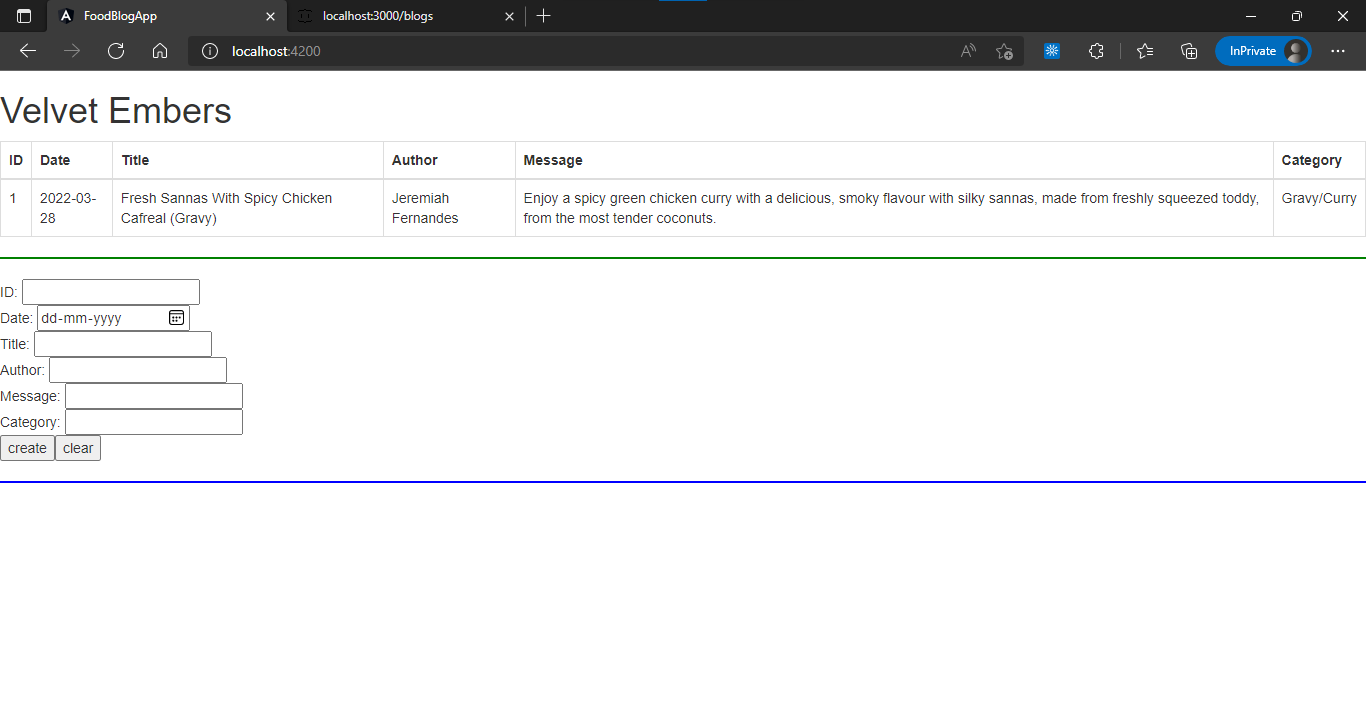 FoodBlogApp
localhost:3000/blogs
localhost:4200
InPrivate
Velvet Embers
ID Date Title Author Message Category
1 2022-03- Fresh Sannas With Spicy Chicken Jeremiah Enjoy a spicy green chicken curry with a delicious, smoky flavour with silky sannas, made from freshly squeezed toddy, Gravy/Curry
28 Cafreal (Gravy) Fernandes from the most tender coconuts.
ID:
Date: dd-mm-yyyy
Title:
Author:
Message:
Category:
create clear